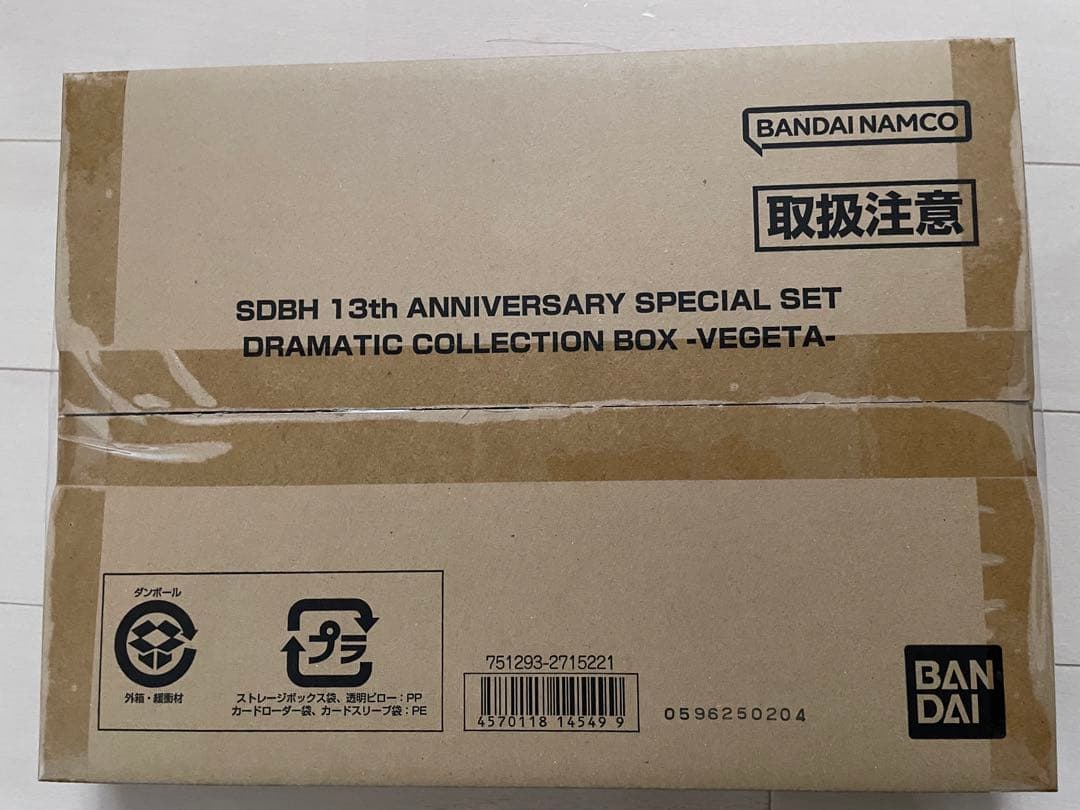 BANDAI NAMCO
取扱注意
SDBH 13th ANNIVERSARY SPECIAL SET
DRAMATIC COLLECTION BOX -VEGETA-
ダンボール
外箱・緩衝材
プラ
ストレージボックス袋、透明ピロー：PP
カードローダー袋、カードスリーブ袋：PE
751293-2715221
4570118 14549 9
0596250204
BAN
DAI